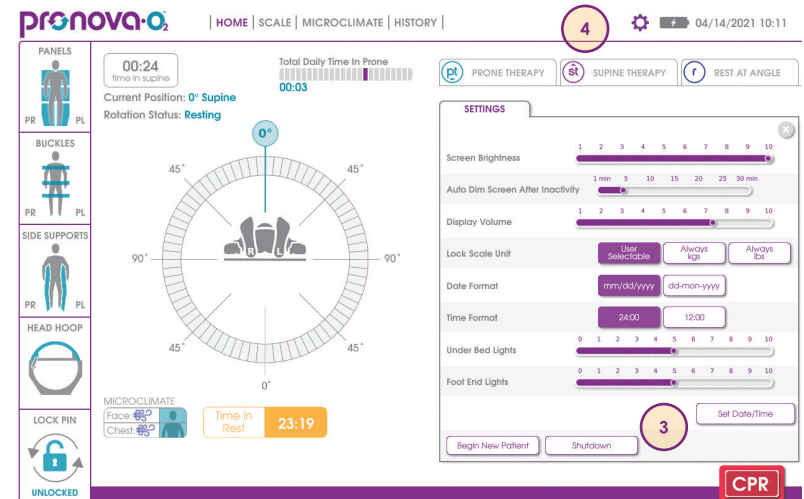 pronova·O2
| HOME | SCALE | MICROCLIMATE | HISTORY |
4
04/14/2021 10:11
PANELS
PR PL
BUCKLES
PR PL
SIDE SUPPORTS
PR PL
HEAD HOOP
LOCK PIN
UNLOCKED
00:24
time in supine
Total Daily Time In Prone
00:03
Current Position: 0° Supine
Rotation Status: Resting
0°
45° 45°
90° 90°
R L
45° 45°
0°
MICROCLIMATE
Face:
Chest:
Time in
Rest
23:19
pt PRONE THERAPY
st SUPINE THERAPY
r REST AT ANGLE
SETTINGS
1 2 3 4 5 6 7 8 9 10
Screen Brightness
1 min 5 10 15 20 25 30 min
Auto Dim Screen After Inactivity
1 2 3 4 5 6 7 8 9 10
Display Volume
Lock Scale Unit
User
Selectable
Always
kgs
Always
lbs
Date Format mm/dd/yyyy dd-mon-yyyy
Time Format 24:00 12:00
0 1 2 3 4 5 6 7 8 9 10
Under Bed Lights
0 1 2 3 4 5 6 7 8 9 10
Foot End Lights
Set Date/Time
3
Begin New Patient Shutdown
CPR